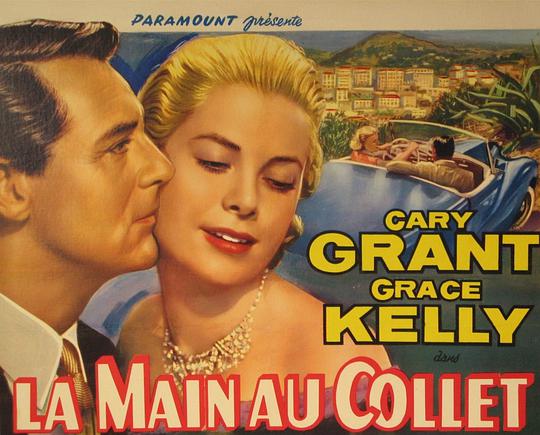 PARAMOUNT présente
CARY
GRANT
GRACE
KELLY
dans
LA MAIN AU COLLET